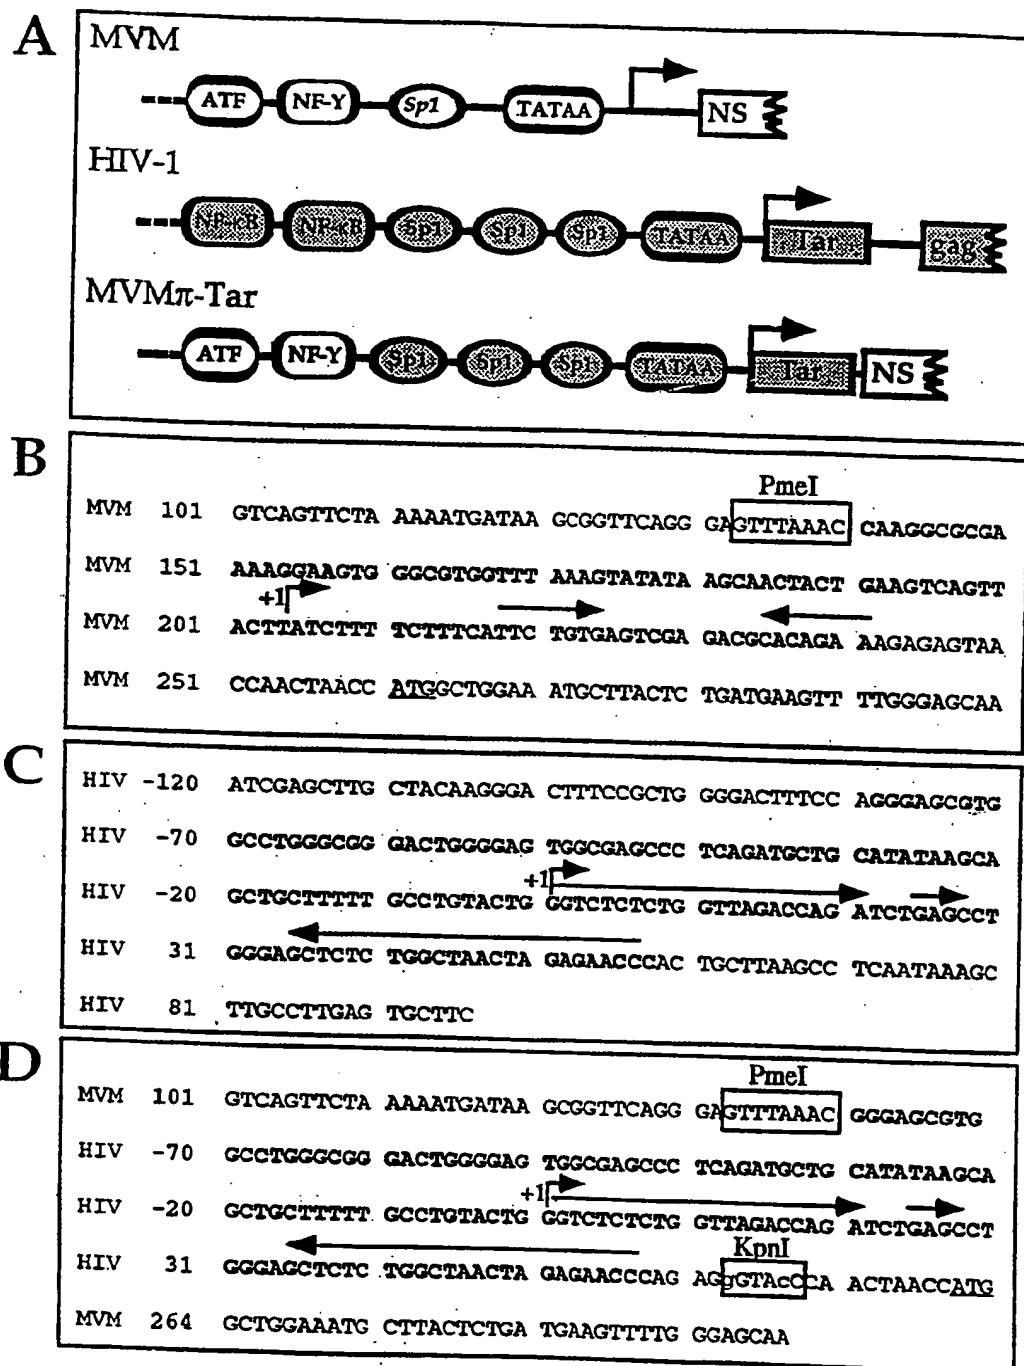 A
MVM
ATF NF-Y Sp1 TATAA NS
HIV-1
NF-κB NF-κB Sp1 Sp1 Sp1 TATAA Tar gag
MVMπ-Tar
ATF NF-Y Sp1 Sp1 Sp1 TATAA Tar NS
B
PmeI
MVM 101 GTCAGTTCTA AAAATGATAA GCGGTTCAGG GAGTTTAAAC CAAGGCGCGA
MVM 151 AAAGGAAGTG GGCGTGGTTT AAAGTATATA AGCAACTACT GAAGTCAGTT
+1
MVM 201 ACTTATCTTT TCTTTCATTC TGTGAGTCGA GACGCACAGA AAGAGAGTAA
MVM 251 CCAACTAACC ATGGCTGGAA ATGCTTACTC TGATGAAGTT TTGGGAGCAA
C
HIV -120 ATCGAGCTTG CTACAAGGGA CTTTCCGCTG GGGACTTTCC AGGGAGCGTG
HIV -70 GCCTGGGCGG GACTGGGGAG TGGCGAGCCC TCAGATGCTG CATATAAGCA
+1
HIV -20 GCTGCTTTTT GCCTGTACTG GGTCTCTCTG GTTAGACCAG ATCTGAGCCT
HIV 31 GGGAGCTCTC TGGCTAACTA GAGAACCCAC TGCTTAAGCC TCAATAAAGC
HIV 81 TTGCCTTGAG TGCTTC
D
PmeI
MVM 101 GTCAGTTCTA AAAATGATAA GCGGTTCAGG GAGTTTAAAC GGGAGCGTG
HIV -70 GCCTGGGCGG GACTGGGGAG TGGCGAGCCC TCAGATGCTG CATATAAGCA
+1
HIV -20 GCTGCTTTTT GCCTGTACTG GGTCTCTCTG GTTAGACCAG ATCTGAGCCT
KpnI
HIV 31 GGGAGCTCTC TGGCTAACTA GAGAACCCAG AGgGTAcCCA ACTAACCATG
MVM 264 GCTGGAAATG CTTACTCTGA TGAAGTTTTG GGAGCAA